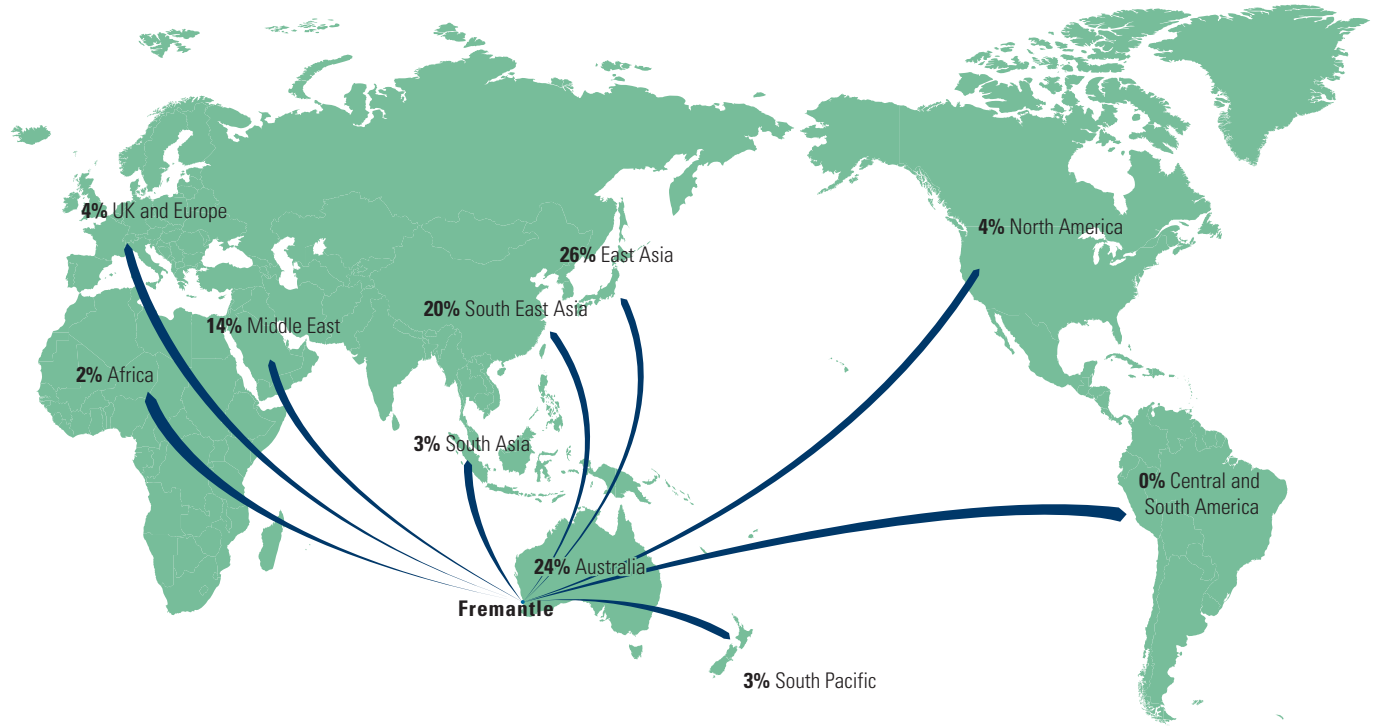 4% UK and Europe
4% North America
26% East Asia
20% South East Asia
14% Middle East
2% Africa
3% South Asia
0% Central and
South America
24% Australia
Fremantle
3% South Pacific